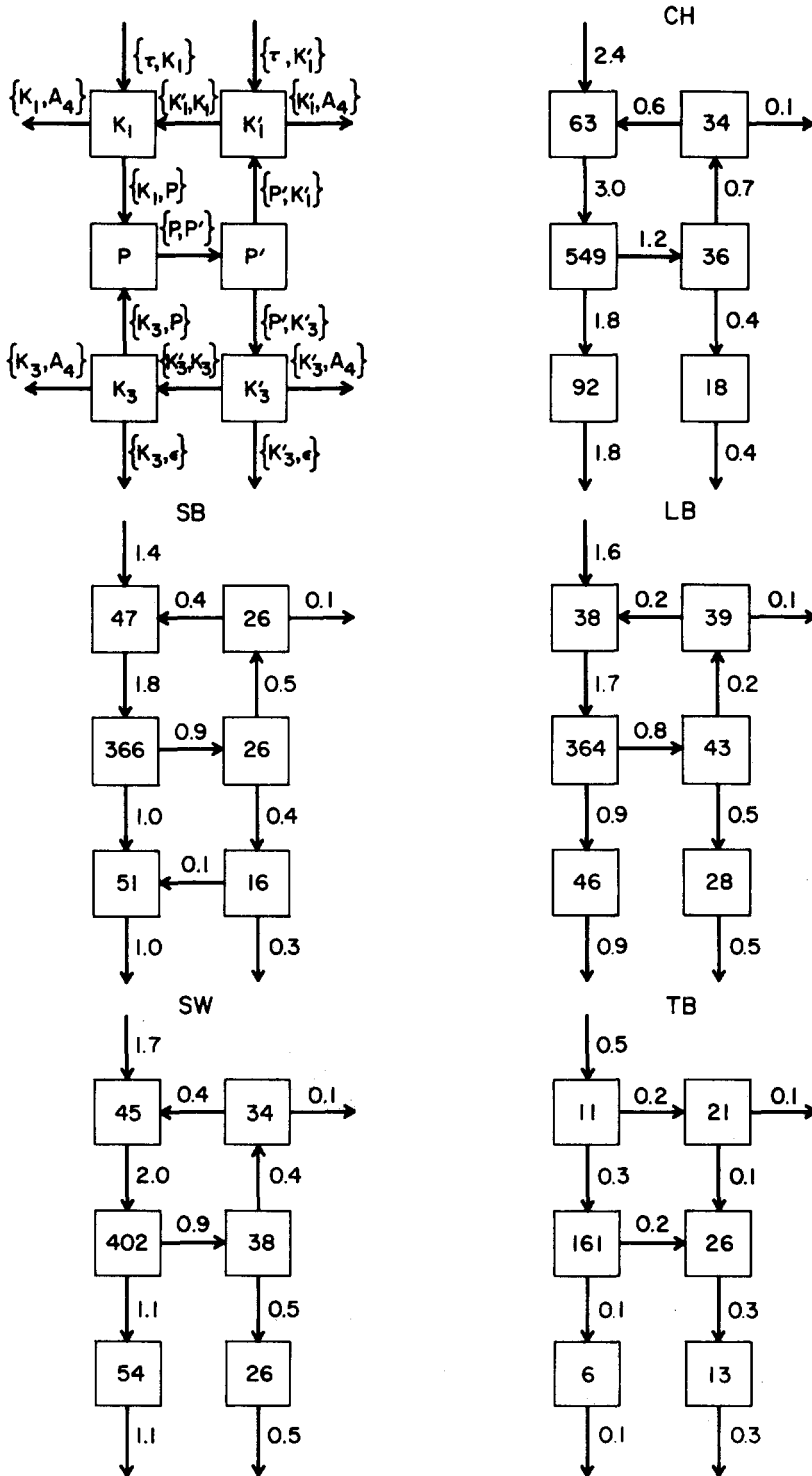 CH
{τ,K₁} {τ,K′₁} 2.4
{K₁,A₄} {K′₁,K₁} {K′₁,A₄} 0.6 0.1
K₁ K′₁ 63 34
{K₁,P} {P′,K′₁} 3.0 0.7
{P,P′} 1.2
P P′ 549 36
{K₃,P} {P′,K′₃} 1.8 0.4
{K₃,A₄} {K′₃,K₃} {K′₃,A₄}
K₃ K′₃ 92 18
{K₃,ϵ} {K′₃,ϵ} 1.8 0.4
SB LB
1.4 1.6
0.4 0.2 0.1
0.1
47 26 38 39
1.8 0.5 1.7 0.2
0.9 0.8
366 26 364 43
1.0 0.4 0.9 0.5
0.1
51 16 46 28
1.0 0.3 0.9 0.5
SW TB
1.7 0.5
0.4 0.1 0.2 0.1
45 34 11 21
2.0 0.4 0.3 0.1
0.9 0.2
402 38 161 26
1.1 0.5 0.1 0.3
54 26 6 13
1.1 0.5 0.1 0.3